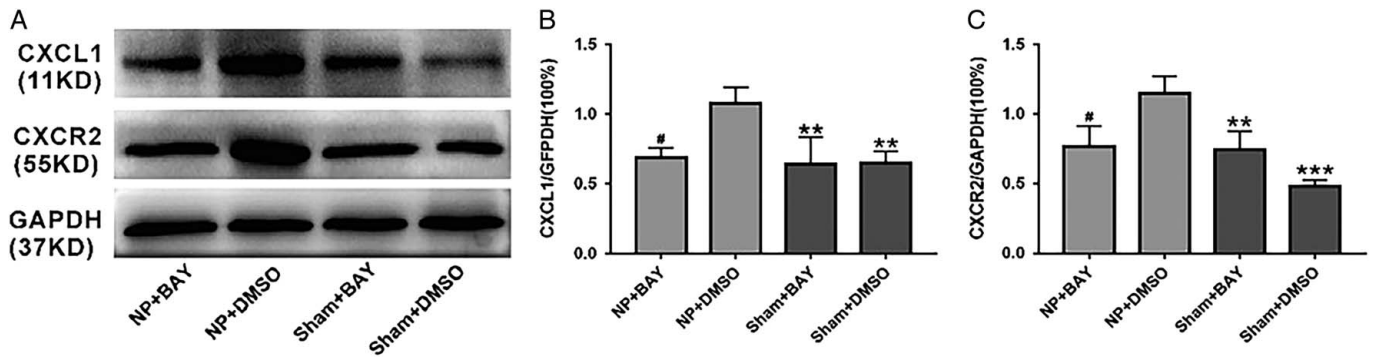 A
CXCL1
(11KD)
CXCR2
(55KD)
GAPDH
(37KD)
NP+BAY
NP+DMSO
Sham+BAY
Sham+DMSO
B
CXCL1/GFPDH(100%)
1.5
1.0
0.5
0.0
#
**
**
NP+BAY
NP+DMSO
Sham+BAY
Sham+DMSO
C
CXCR2/GAPDH(100%)
1.5
1.0
0.5
0.0
#
**
***
NP+BAY
NP+DMSO
Sham+BAY
Sham+DMSO